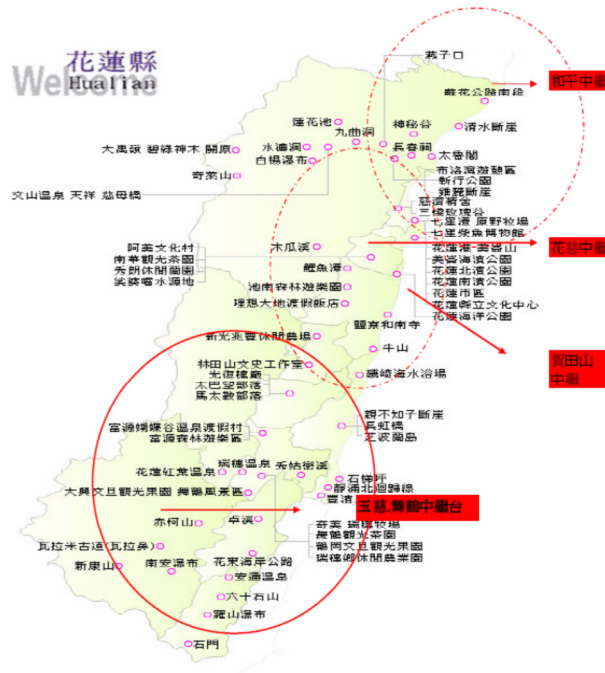 花蓮縣
Welcome
Hualian
燕子口
和平中繼
蘇花公路南段
蓮花池
神秘谷
清水斷崖
九曲洞
長春祠
大禹嶺 碧綠神木 關原
水濂洞
太魯閣
白楊瀑布
布洛灣遊憩區
奇萊山
新行公園
錐麓斷崖
文山溫泉 天祥 慈母橋
慈濟精舍
三棧玫瑰谷
七星潭 原野牧場
七星柴魚博物館
阿美文化村
木瓜溪
花蓮港 美崙山
花慈中繼
南華觀光茶園
美崙海濱公園
秀朗休閒蘭園
鯉魚潭
花蓮北濱公園
花蓮南濱公園
池南森林遊樂園
花蓮市區
理想大地渡假飯店
花蓮縣立文化中心
花蓮海洋公園
鹽寮和南寺
新光兆豐休閒農場
牛山
賀田山
中繼
林田山文史工作室
光復糖廠
磯崎海水浴場
太巴塱部落
馬太鞍部落
親不知子斷崖
富源蝴蝶谷溫泉渡假村
長虹橋
富源森林遊樂區
芝波蘭島
花蓮紅葉溫泉
瑞穗溫泉
秀姑巒溪
石梯坪
靜浦北迴歸線
大興文旦觀光果園 舞鶴風景區
豐濱
玉慈.舞鶴中繼台
赤柯山
卓溪
奇美 瑞穗牧場
舞鶴觀光茶園
瓦拉米古道(瓦拉鼻)
鶴岡文旦觀光果園
花東海岸公路
瑞穗鄉休閒農業園
新康山
南安瀑布
安通溫泉
六十石山
羅山瀑布
石門